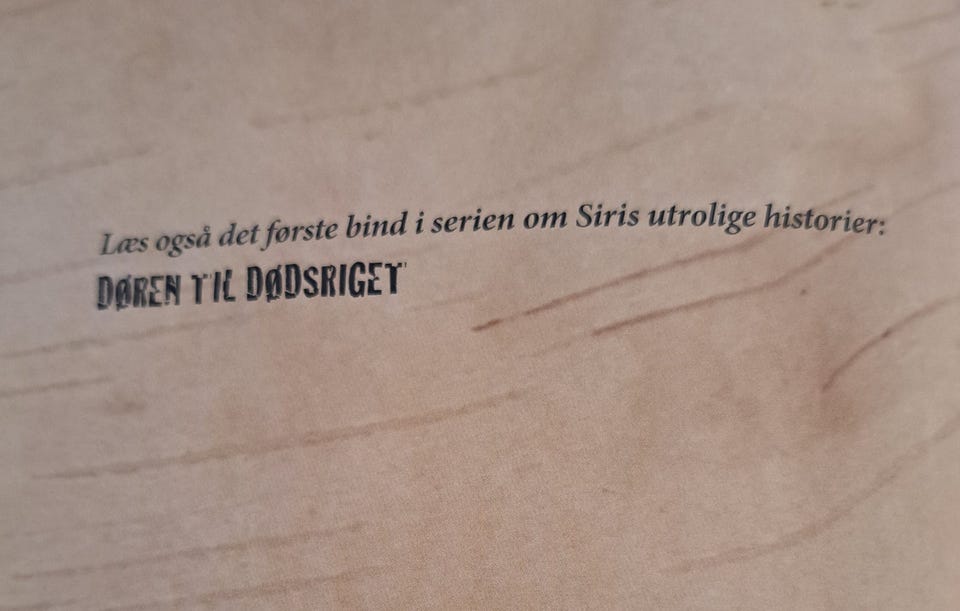 Læs også det første bind i serien om Siris utrolige historier:
DØREN TIL DØDSRIGET